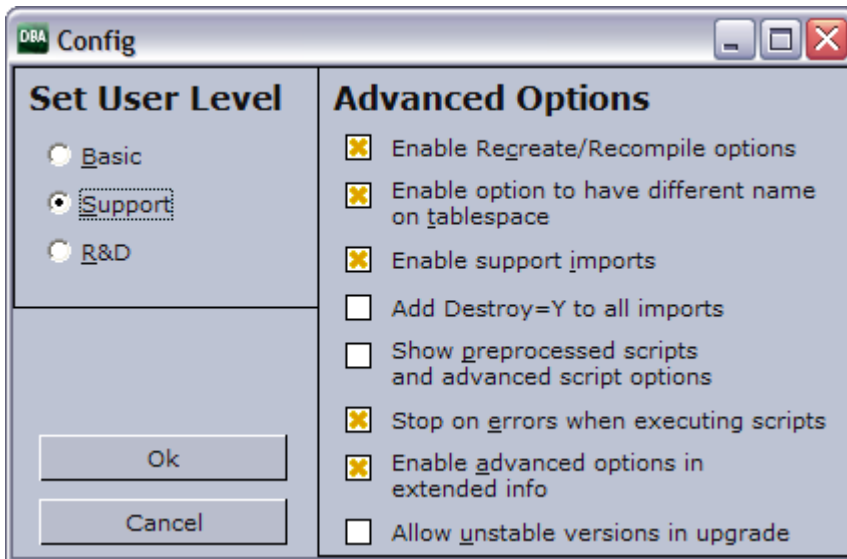 DBA Config
Set User Level
Basic
Support
R&D
Ok
Cancel
Advanced Options
Enable Recreate/Recompile options
Enable option to have different name
on tablespace
Enable support imports
Add Destroy=Y to all imports
Show preprocessed scripts
and advanced script options
Stop on errors when executing scripts
Enable advanced options in
extended info
Allow unstable versions in upgrade